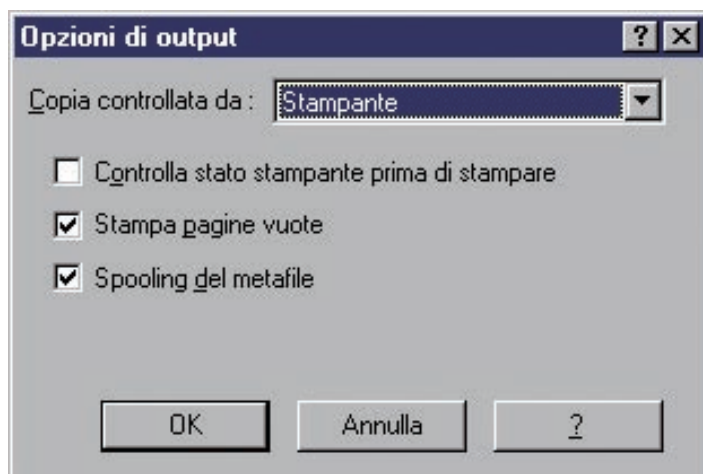 Opzioni di output
Copia controllata da : Stampante
Controlla stato stampante prima di stampare
Stampa pagine vuote
Spooling del metafile
OK Annulla ?